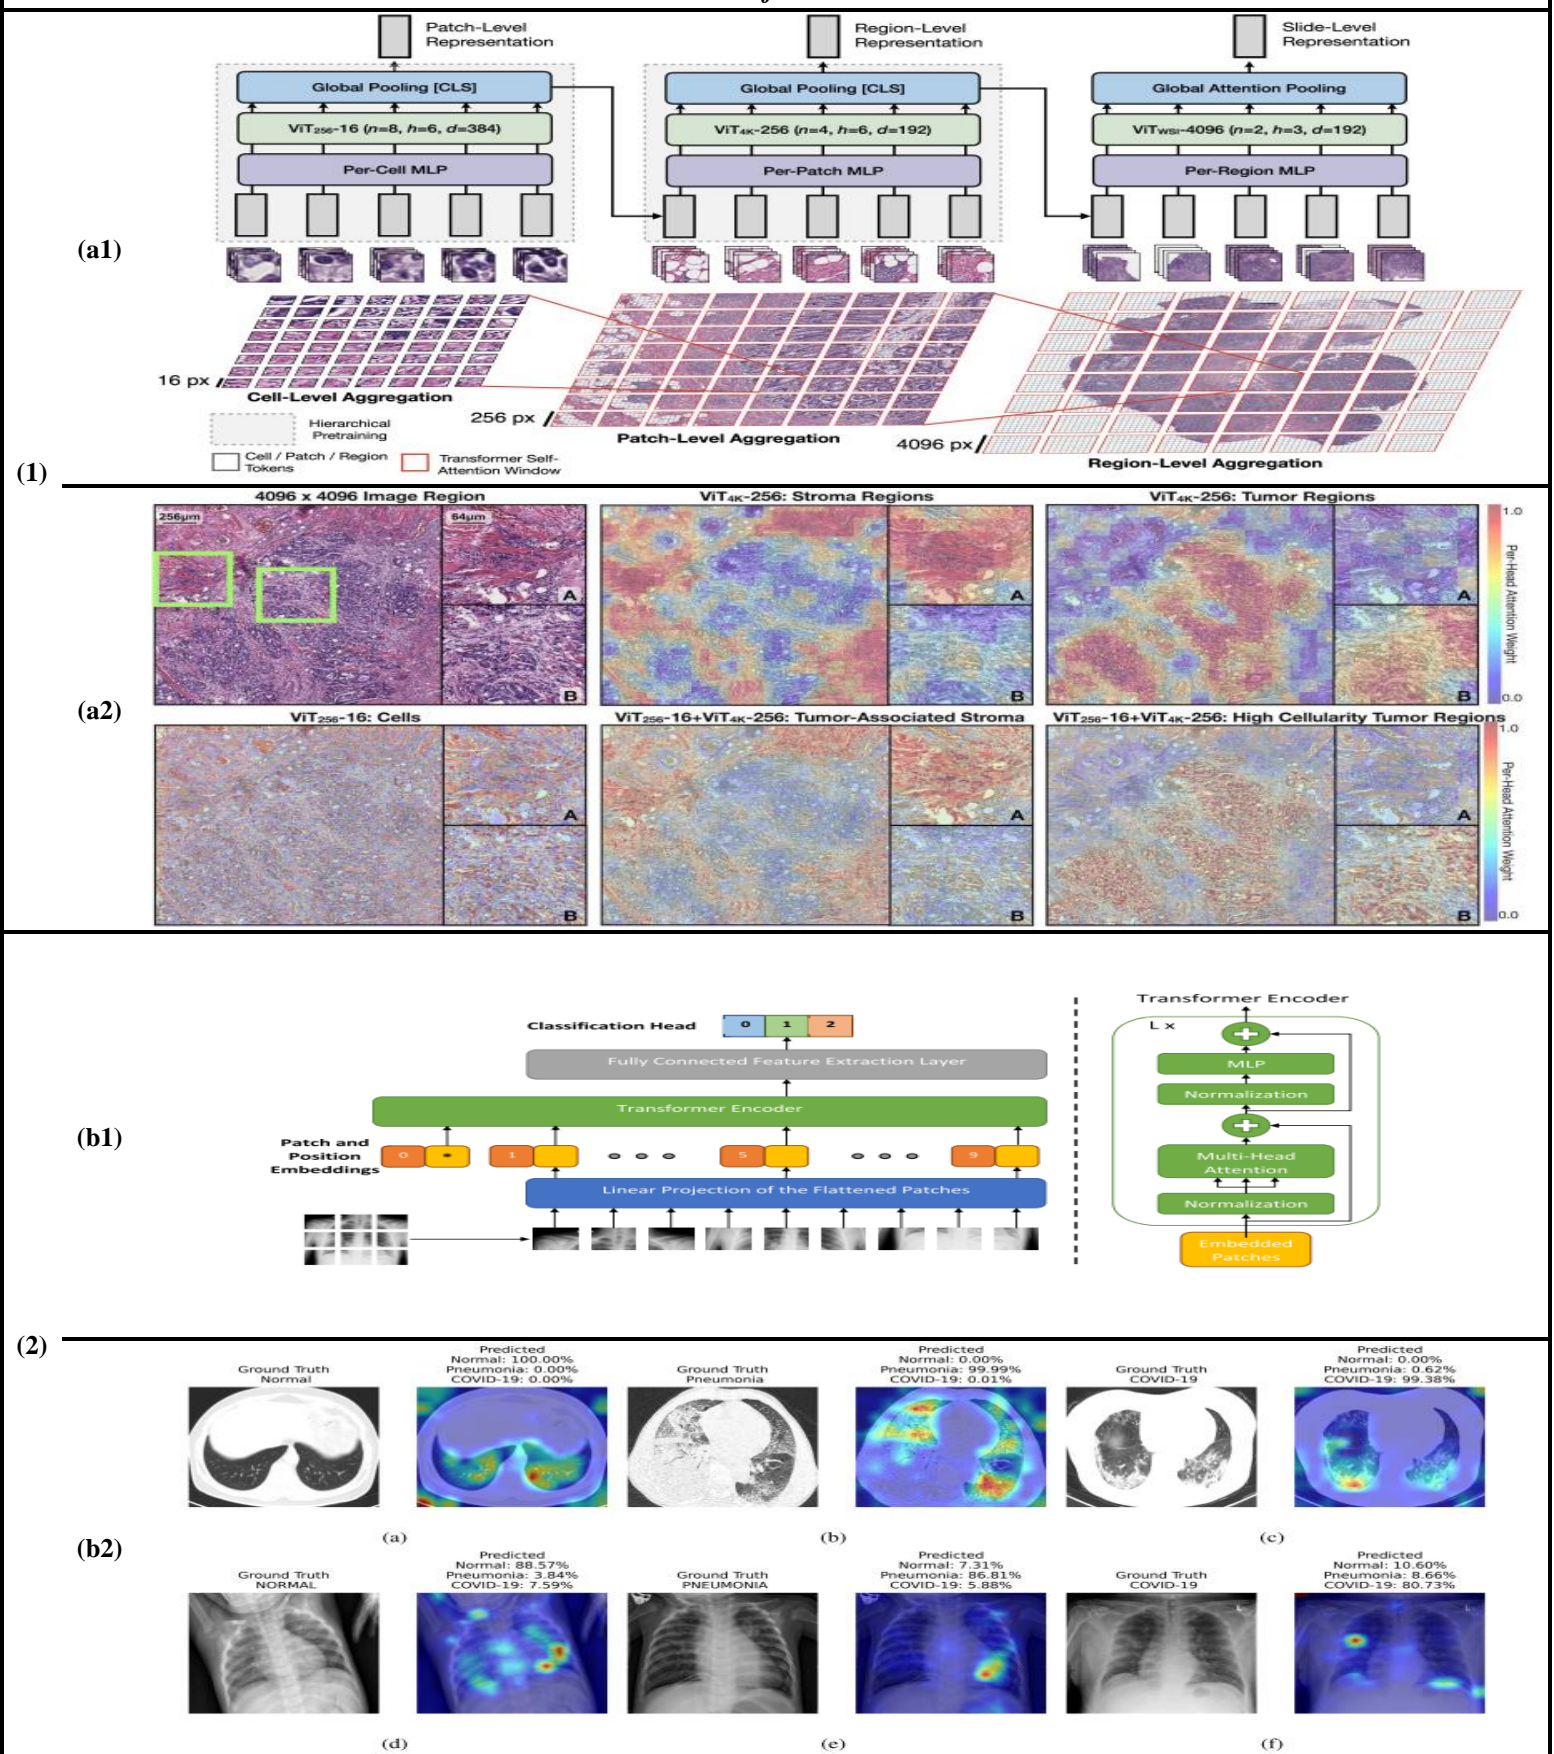 Patch-Level
Representation
Region-Level
Representation
Slide-Level
Representation
Global Pooling [CLS]
Global Pooling [CLS]
Global Attention Pooling
ViT256-16 (n=8, h=6, d=384)
ViT4K-256 (n=4, h=6, d=192)
ViTWSI-4096 (n=2, h=3, d=192)
Per-Cell MLP
Per-Patch MLP
Per-Region MLP
(a1)
16 px
Cell-Level Aggregation
256 px
Patch-Level Aggregation
4096 px
Region-Level Aggregation
Hierarchical
Pretraining
Cell / Patch / Region
Tokens
Transformer Self-
Attention Window
(1)
4096 x 4096 Image Region
ViT4K-256: Stroma Regions
ViT4K-256: Tumor Regions
256μm
64μm
A
B
A
B
A
B
1.0
Per-Head Attention Weight
0.0
(a2)
ViT256-16: Cells
ViT256-16+ViT4K-256: Tumor-Associated Stroma
ViT256-16+ViT4K-256: High Cellularity Tumor Regions
A
B
A
B
A
B
1.0
Per-Head Attention Weight
0.0
(b1)
Classification Head
0 1 2
Fully Connected Feature Extraction Layer
Transformer Encoder
Patch and
Position
Embeddings
0 * 1 5 9
Linear Projection of the Flattened Patches
Transformer Encoder
L x
MLP
Normalization
Multi-Head
Attention
Normalization
Embedded
Patches
(2)
Ground Truth
Normal
Predicted
Normal: 100.00%
Pneumonia: 0.00%
COVID-19: 0.00%
Ground Truth
Pneumonia
Predicted
Normal: 0.00%
Pneumonia: 99.99%
COVID-19: 0.01%
Ground Truth
COVID-19
Predicted
Normal: 0.00%
Pneumonia: 0.62%
COVID-19: 99.38%
(a)
(b)
(c)
(b2)
Ground Truth
NORMAL
Predicted
Normal: 88.57%
Pneumonia: 3.84%
COVID-19: 7.59%
Ground Truth
PNEUMONIA
Predicted
Normal: 7.31%
Pneumonia: 86.81%
COVID-19: 5.88%
Ground Truth
COVID-19
Predicted
Normal: 10.60%
Pneumonia: 8.66%
COVID-19: 80.73%
(d)
(e)
(f)